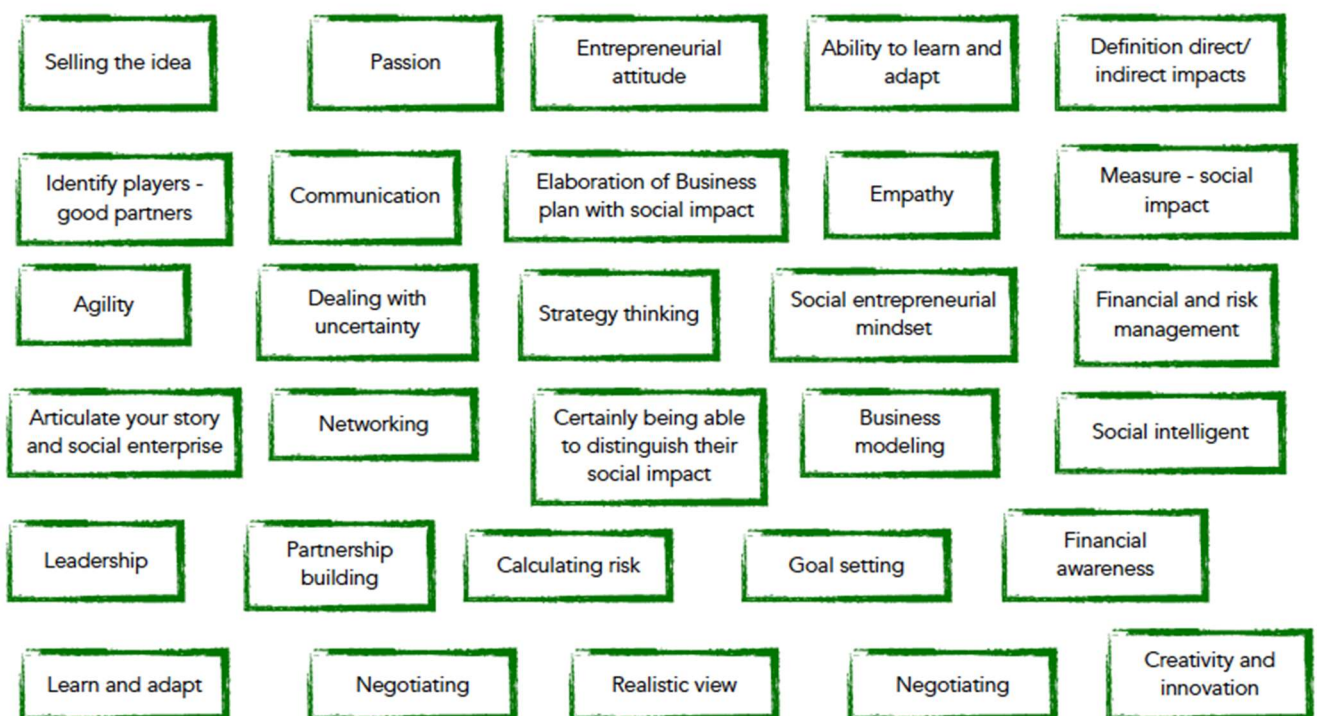 Selling the idea
Passion
Entrepreneurial
attitude
Ability to learn and
adapt
Definition direct/
indirect impacts
Identify players -
good partners
Communication
Elaboration of Business
plan with social impact
Empathy
Measure - social
impact
Agility
Dealing with
uncertainty
Strategy thinking
Social entrepreneurial
mindset
Financial and risk
management
Articulate your story
and social enterprise
Networking
Certainly being able
to distinguish their
social impact
Business
modeling
Social intelligent
Leadership
Partnership
building
Calculating risk
Goal setting
Financial
awareness
Learn and adapt
Negotiating
Realistic view
Negotiating
Creativity and
innovation